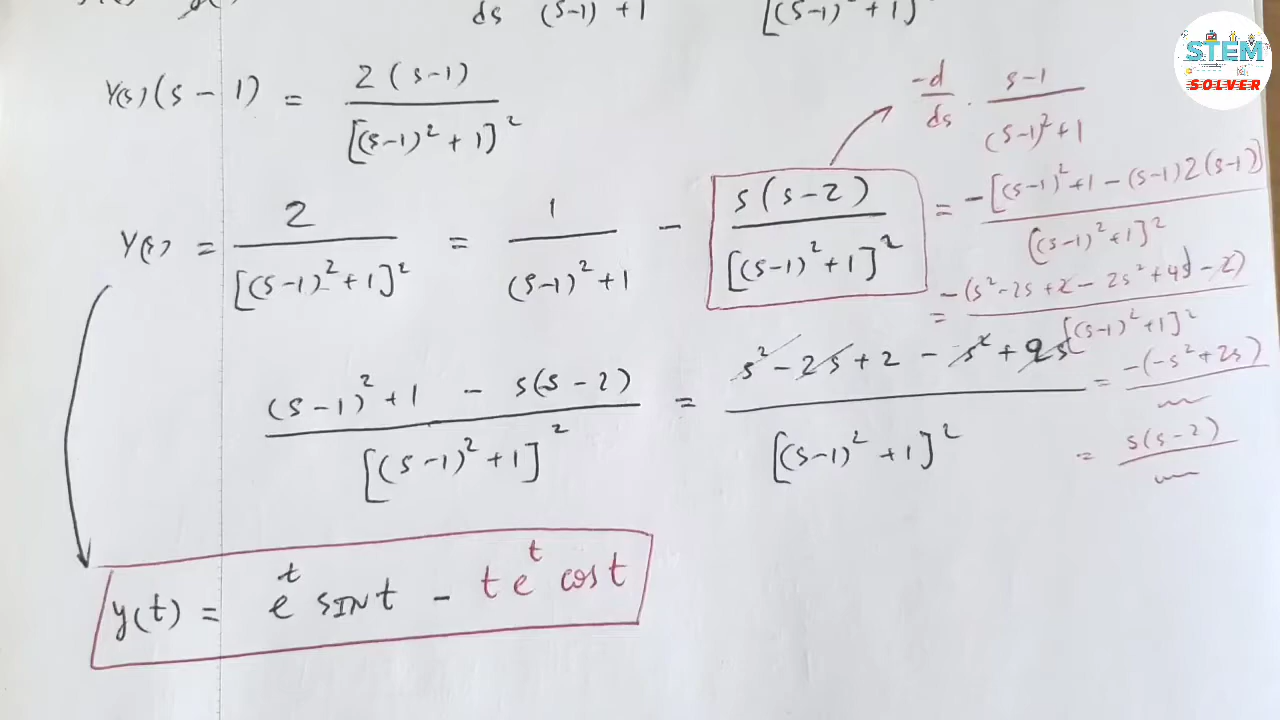 ds (s-1) + 1 [(s-1)² + 1]
STEM
SOLVER
Y(s)(s - 1) = 2(s-1) / [(s-1)² + 1]²
-d/ds · s-1 / (s-1)²+1
Y(s) = 2 / [(s-1)²+1]² = 1 / (s-1)²+1 - s(s-2) / [(s-1)²+1]²
= -[(s-1)²+1 - (s-1)2(s-1)] / [(s-1)²+1]²
= -(s²-2s+2-2s²+4s-2) / [(s-1)²+1]²
(s-1)²+1 - s(s-2) / [(s-1)²+1]² = s²-2s+2-s²+2s / [(s-1)²+1]²
= -(-s²+2s)
= s(s-2)
y(t) = e^t SIN t - t e^t cos t